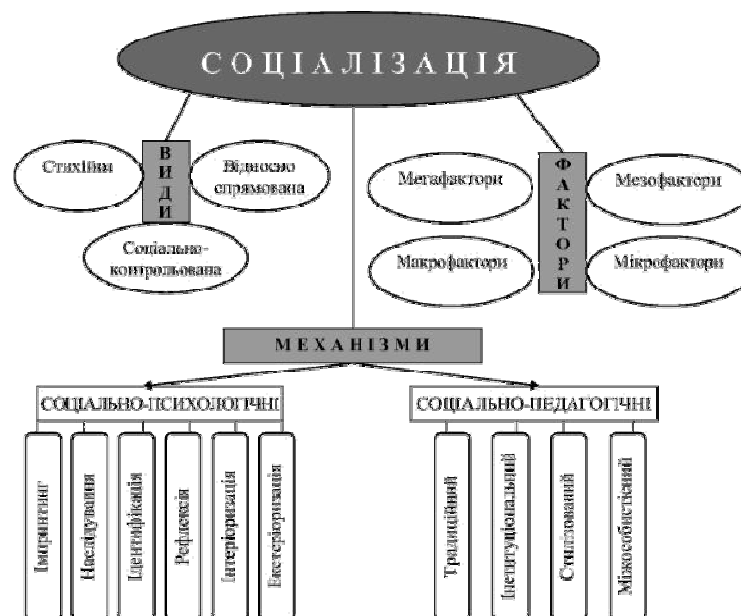 СОЦІАЛІЗАЦІЯ
ВИДИ
Стихійна
Відносно
спрямована
Соціально-
контрольована
ФАКТОРИ
Мегафактори
Мезофактори
Макрофактори
Мікрофактори
МЕХАНІЗМИ
СОЦІАЛЬНО-ПСИХОЛОГІЧНІ
СОЦІАЛЬНО-ПЕДАГОГІЧНІ
Імпринтинг
Наслідування
Ідентифікація
Рефлексія
Інтеріоризація
Екстеріоризація
Традиційний
Інституціональний
Стилізований
Міжособистісний